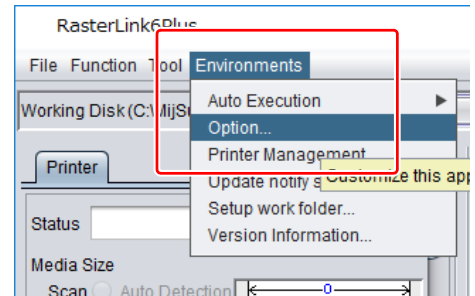 RasterLink6Plus
File Function Tool Environments
Working Disk (C:\MijSu
Auto Execution
Option...
Printer Management
Customize this app
Update notify s
Printer
Setup work folder...
Status
Version Information...
Media Size
Scan Auto Detection 0